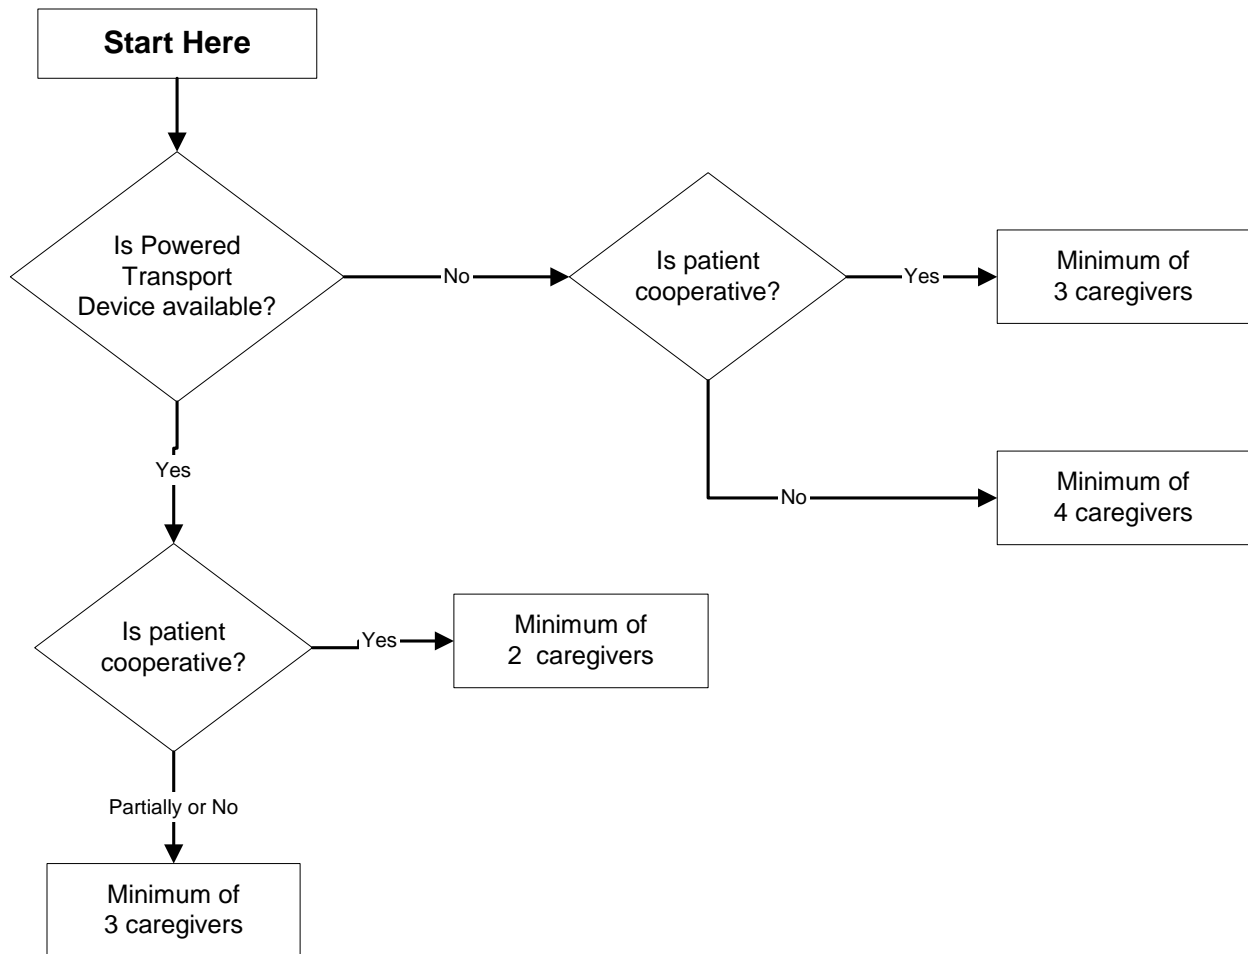 Start Here
Is Powered
Transport
Device available?
No
Is patient
cooperative?
Yes
Minimum of
3 caregivers
No
Minimum of
4 caregivers
Yes
Is patient
cooperative?
Yes
Minimum of
2  caregivers
Partially or No
Minimum of
3 caregivers